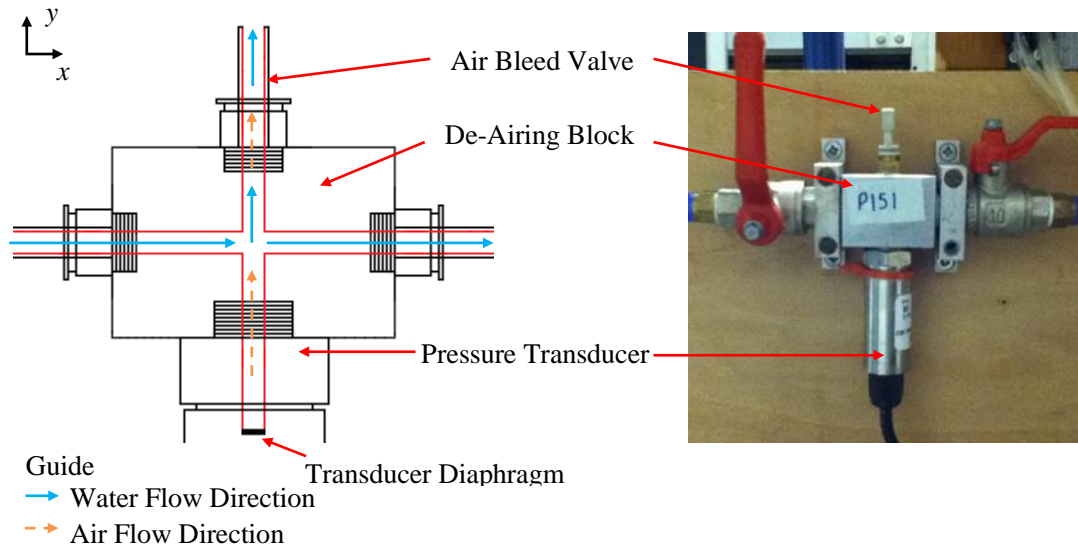 y
x
Air Bleed Valve
De-Airing Block
P151
Pressure Transducer
Transducer Diaphragm
Guide
Water Flow Direction
Air Flow Direction